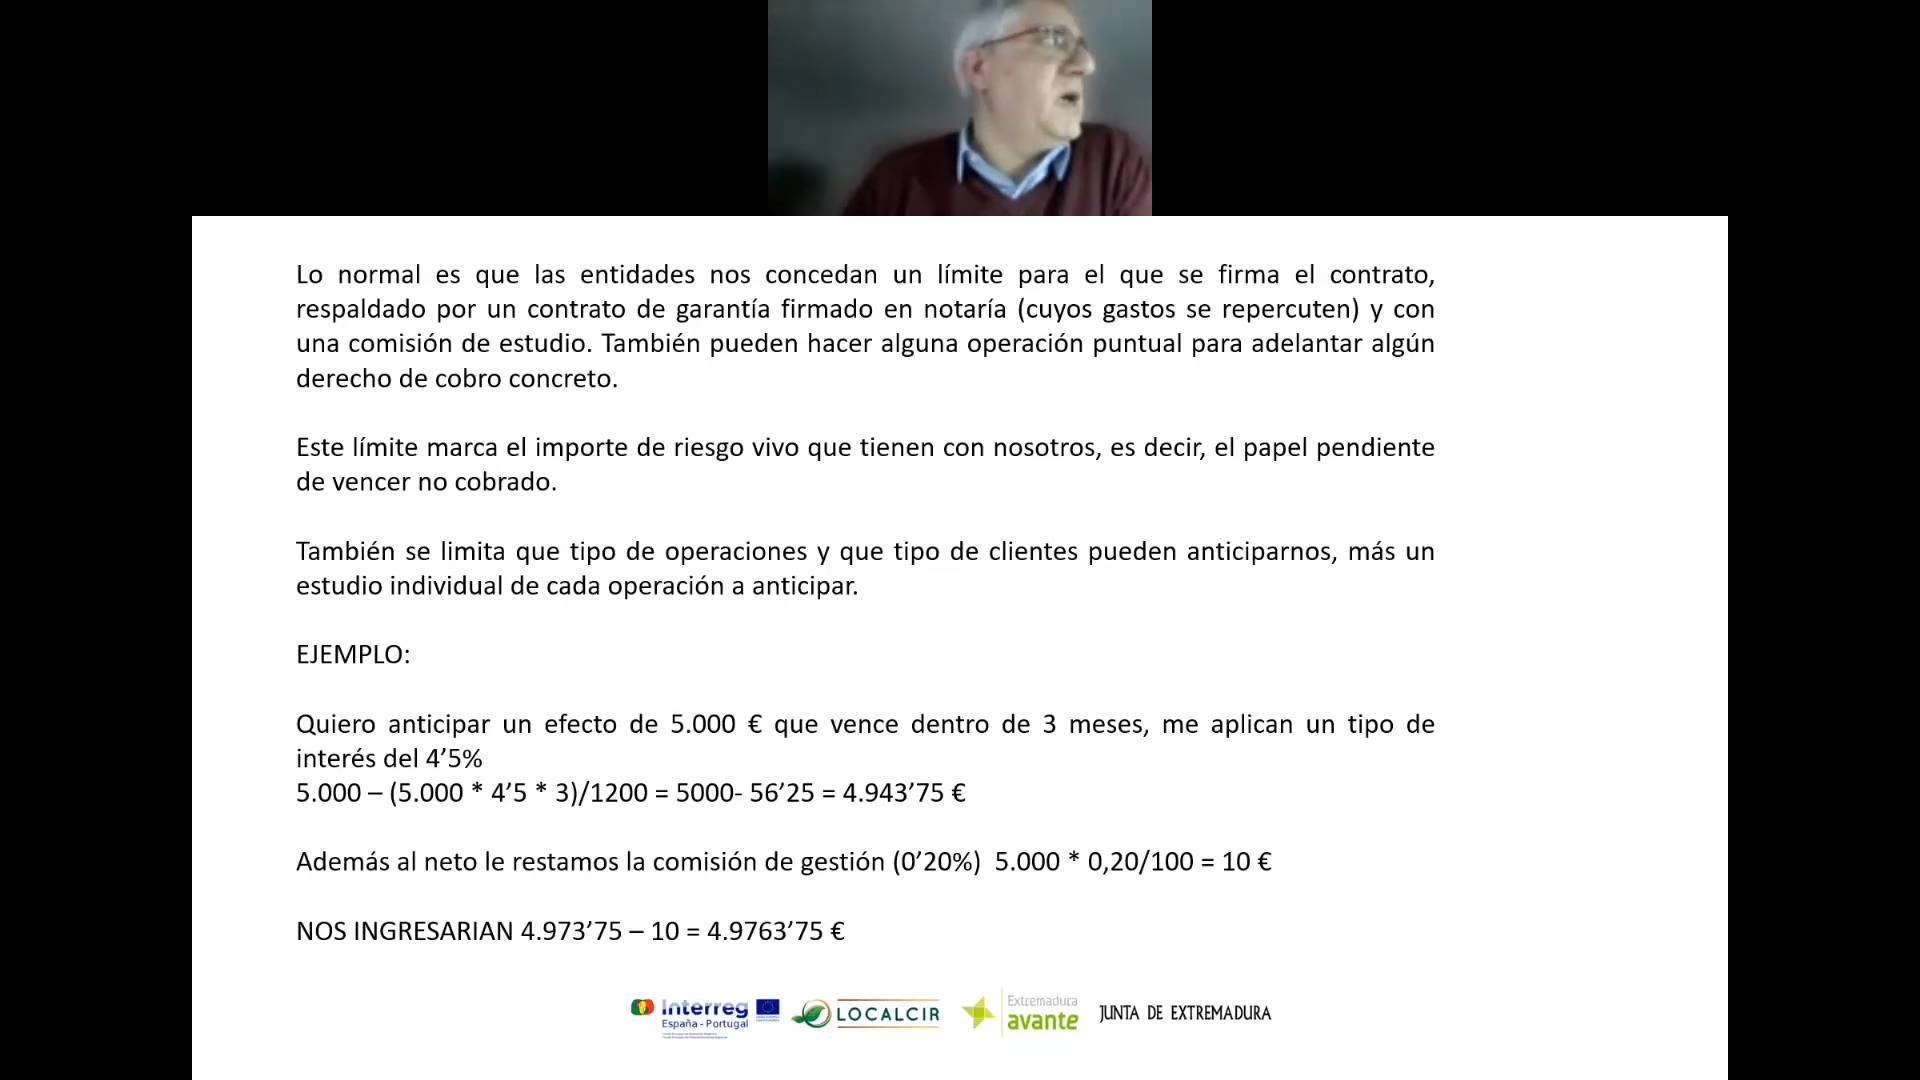 Lo normal es que las entidades nos concedan un límite para el que se firma el contrato,
respaldado por un contrato de garantía firmado en notaría (cuyos gastos se repercuten) y con
una comisión de estudio. También pueden hacer alguna operación puntual para adelantar algún
derecho de cobro concreto.
Este límite marca el importe de riesgo vivo que tienen con nosotros, es decir, el papel pendiente
de vencer no cobrado.
También se limita que tipo de operaciones y que tipo de clientes pueden anticiparnos, más un
estudio individual de cada operación a anticipar.
EJEMPLO:
Quiero anticipar un efecto de 5.000 € que vence dentro de 3 meses, me aplican un tipo de
interés del 4’5%
5.000 – (5.000 * 4’5 * 3)/1200 = 5000- 56’25 = 4.943’75 €
Además al neto le restamos la comisión de gestión (0’20%) 5.000 * 0,20/100 = 10 €
NOS INGRESARIAN 4.973’75 – 10 = 4.9763’75 €
Interreg
España - Portugal
LOCALCIR
Extremadura
avante
JUNTA DE EXTREMADURA